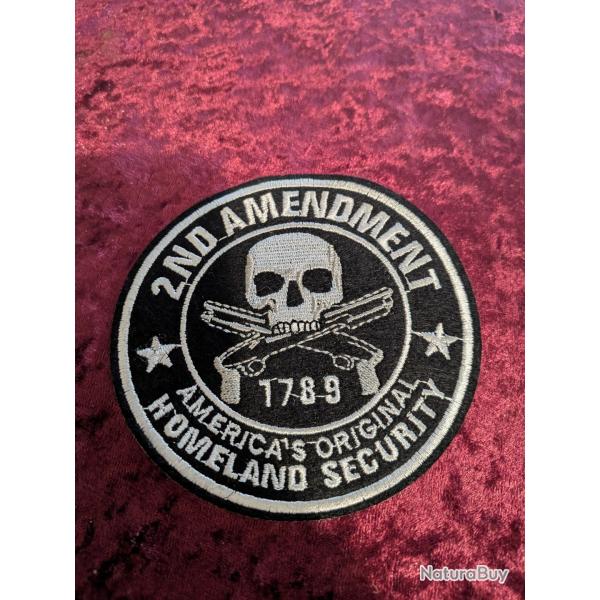 2ND AMENDMENT
1789
AMERICA'S ORIGINAL
HOMELAND SECURITY
NaturaBuy